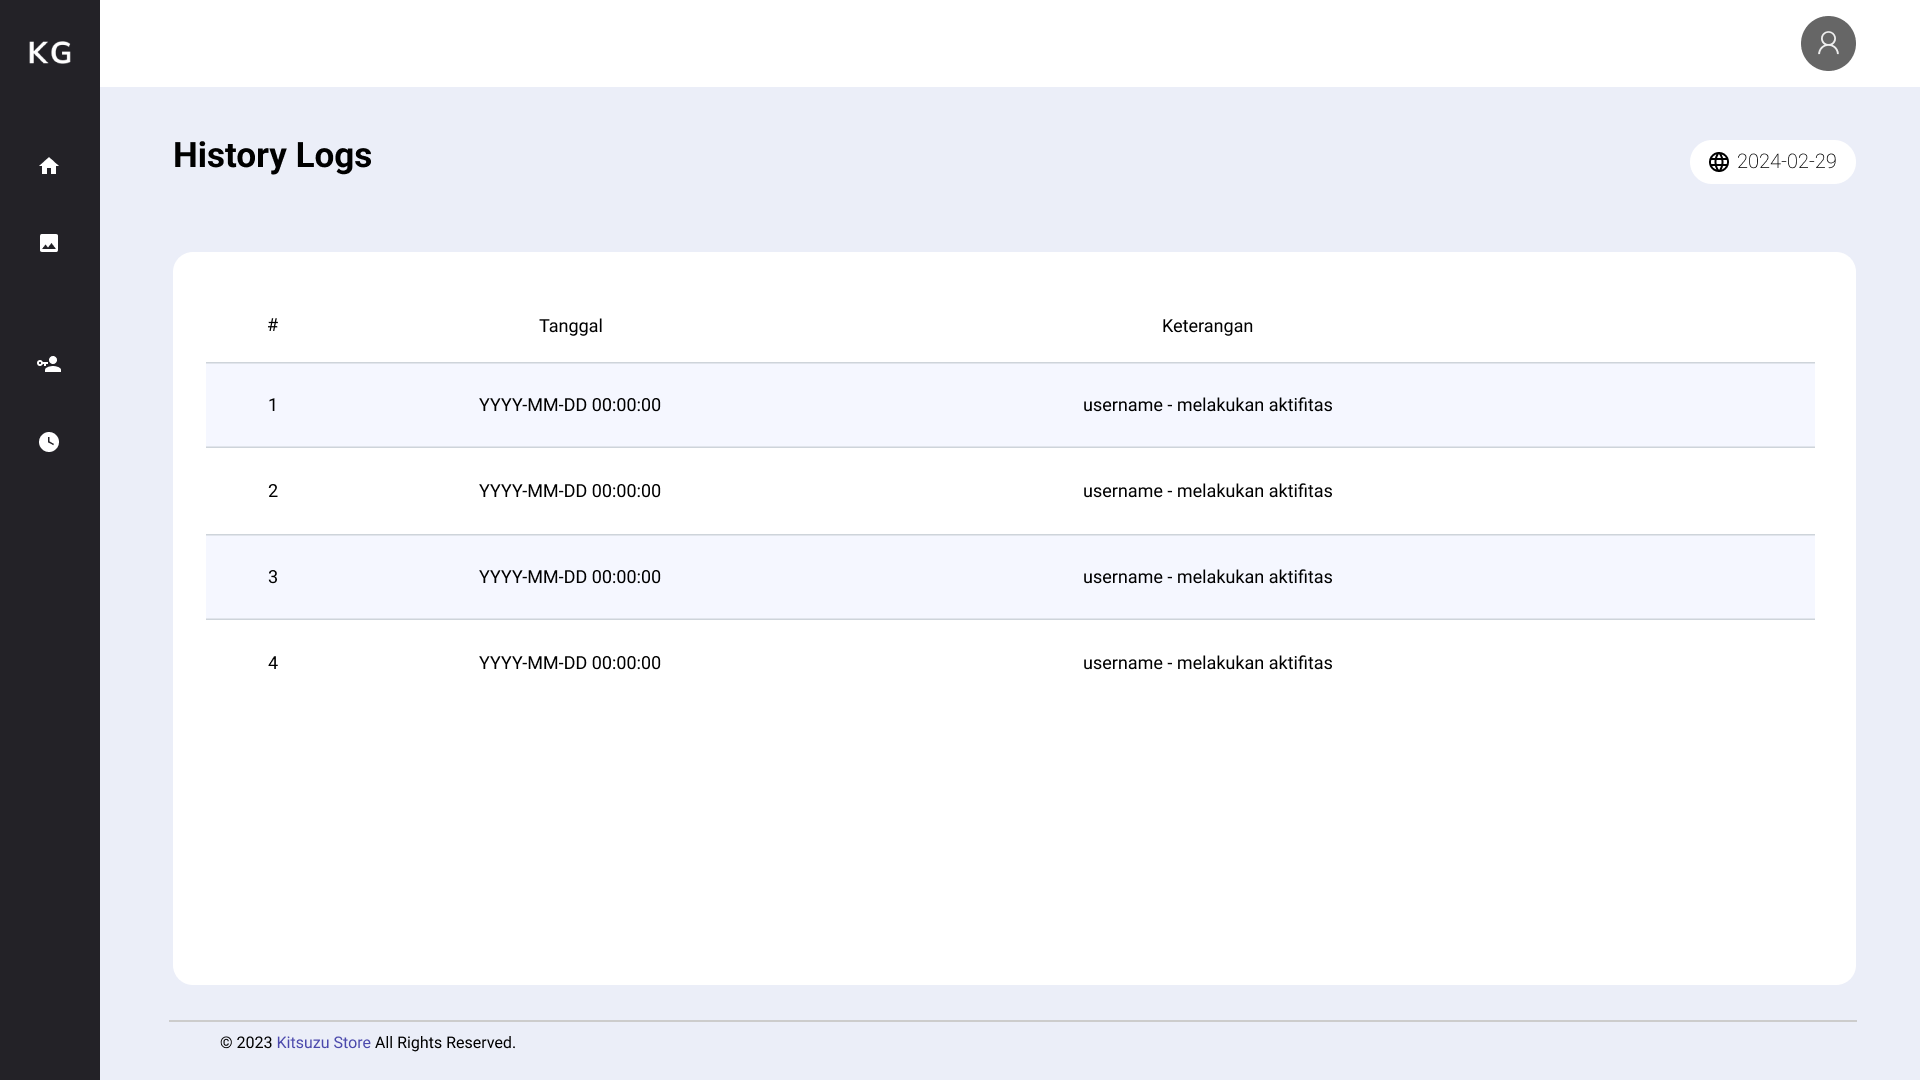 KG
History Logs
2024-02-29
# Tanggal Keterangan
1 YYYY-MM-DD 00:00:00 username - melakukan aktifitas
2 YYYY-MM-DD 00:00:00 username - melakukan aktifitas
3 YYYY-MM-DD 00:00:00 username - melakukan aktifitas
4 YYYY-MM-DD 00:00:00 username - melakukan aktifitas
© 2023 Kitsuzu Store All Rights Reserved.